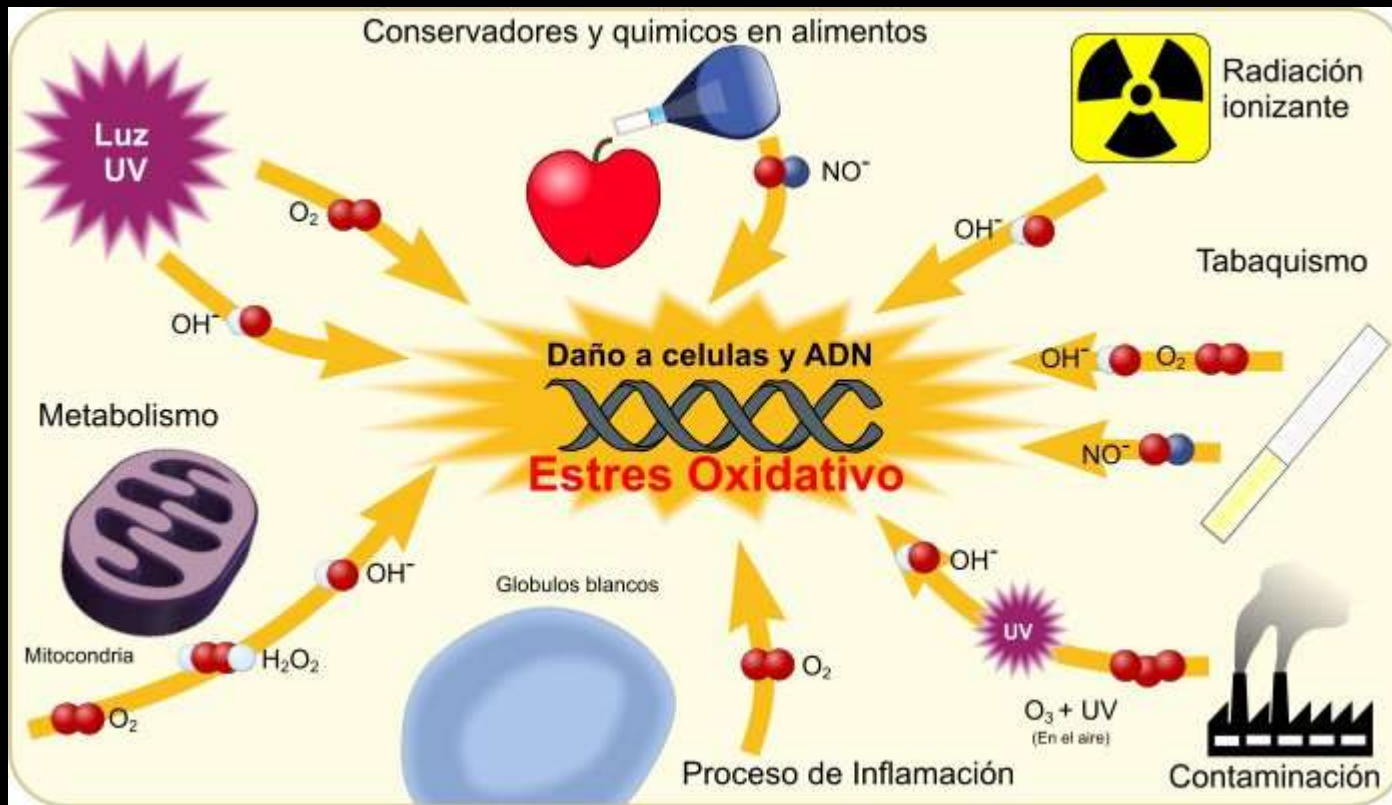 Conservadores y quimicos en alimentos
Luz
UV
O₂
NO⁻
Radiación
ionizante
OH⁻
OH⁻
Tabaquismo
Daño a celulas y ADN
Estres Oxidativo
OH⁻
O₂
NO⁻
Metabolismo
Mitocondria
O₂
H₂O₂
OH⁻
Globulos blancos
O₂
Proceso de Inflamación
OH⁻
UV
O₃ + UV
(En el aire)
Contaminación